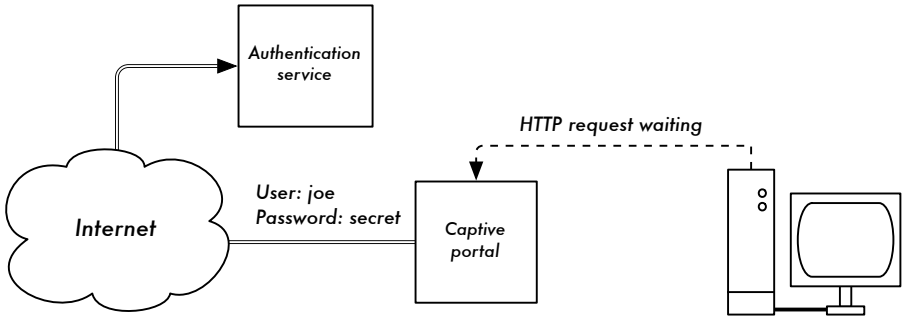 Authentication
service
HTTP request waiting
User: joe
Password: secret
Internet
Captive
portal